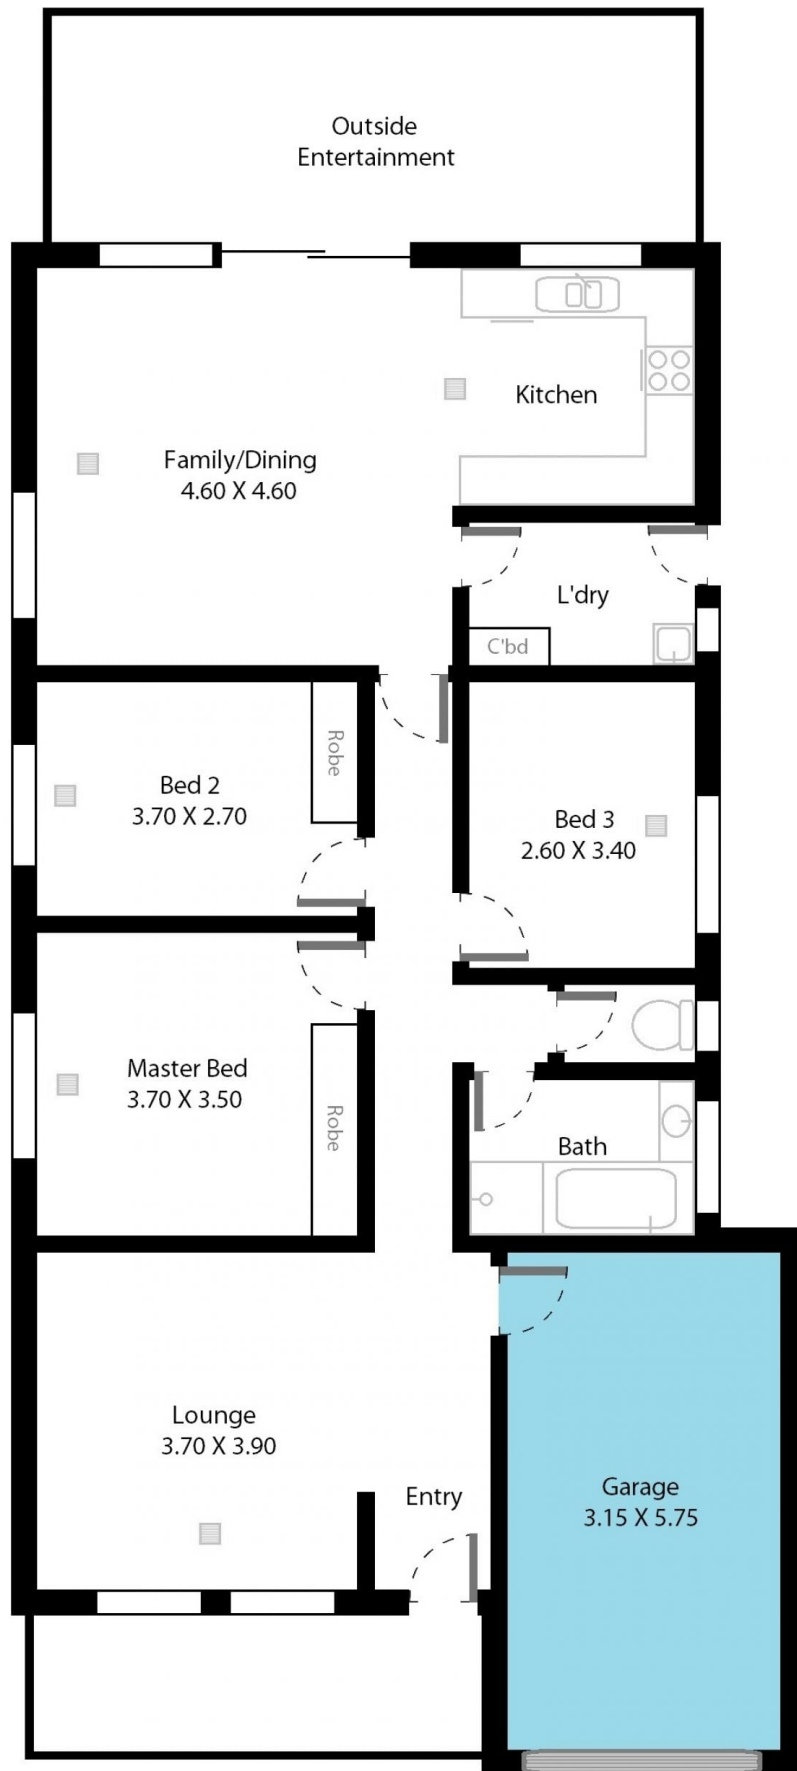 Outside
Entertainment
Kitchen
Family/Dining
4.60 X 4.60
L'dry
C'bd
Robe
Bed 2
3.70 X 2.70
Bed 3
2.60 X 3.40
Master Bed
3.70 X 3.50
Robe
Bath
Lounge
3.70 X 3.90
Entry
Garage
3.15 X 5.75